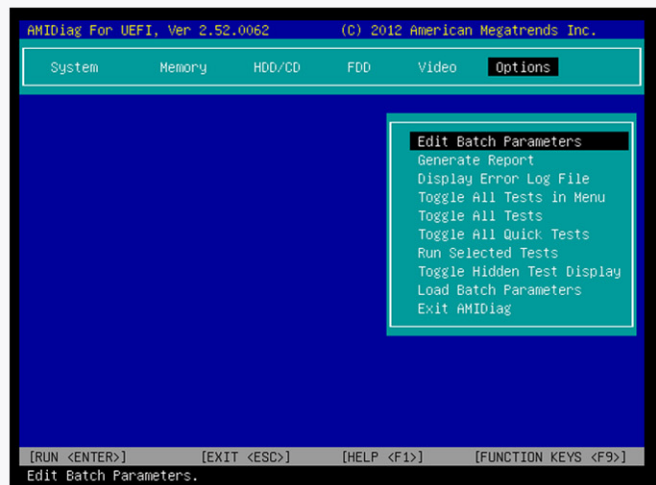 AMIDiag For UEFI, Ver 2.52.0062 (C) 2012 American Megatrends Inc.
System Memory HDD/CD FDD Video Options
Edit Batch Parameters
Generate Report
Display Error Log File
Toggle All Tests in Menu
Toggle All Tests
Toggle All Quick Tests
Run Selected Tests
Toggle Hidden Test Display
Load Batch Parameters
Exit AMIDiag
[RUN <ENTER>] [EXIT <ESC>] [HELP <F1>] [FUNCTION KEYS <F9>]
Edit Batch Parameters.